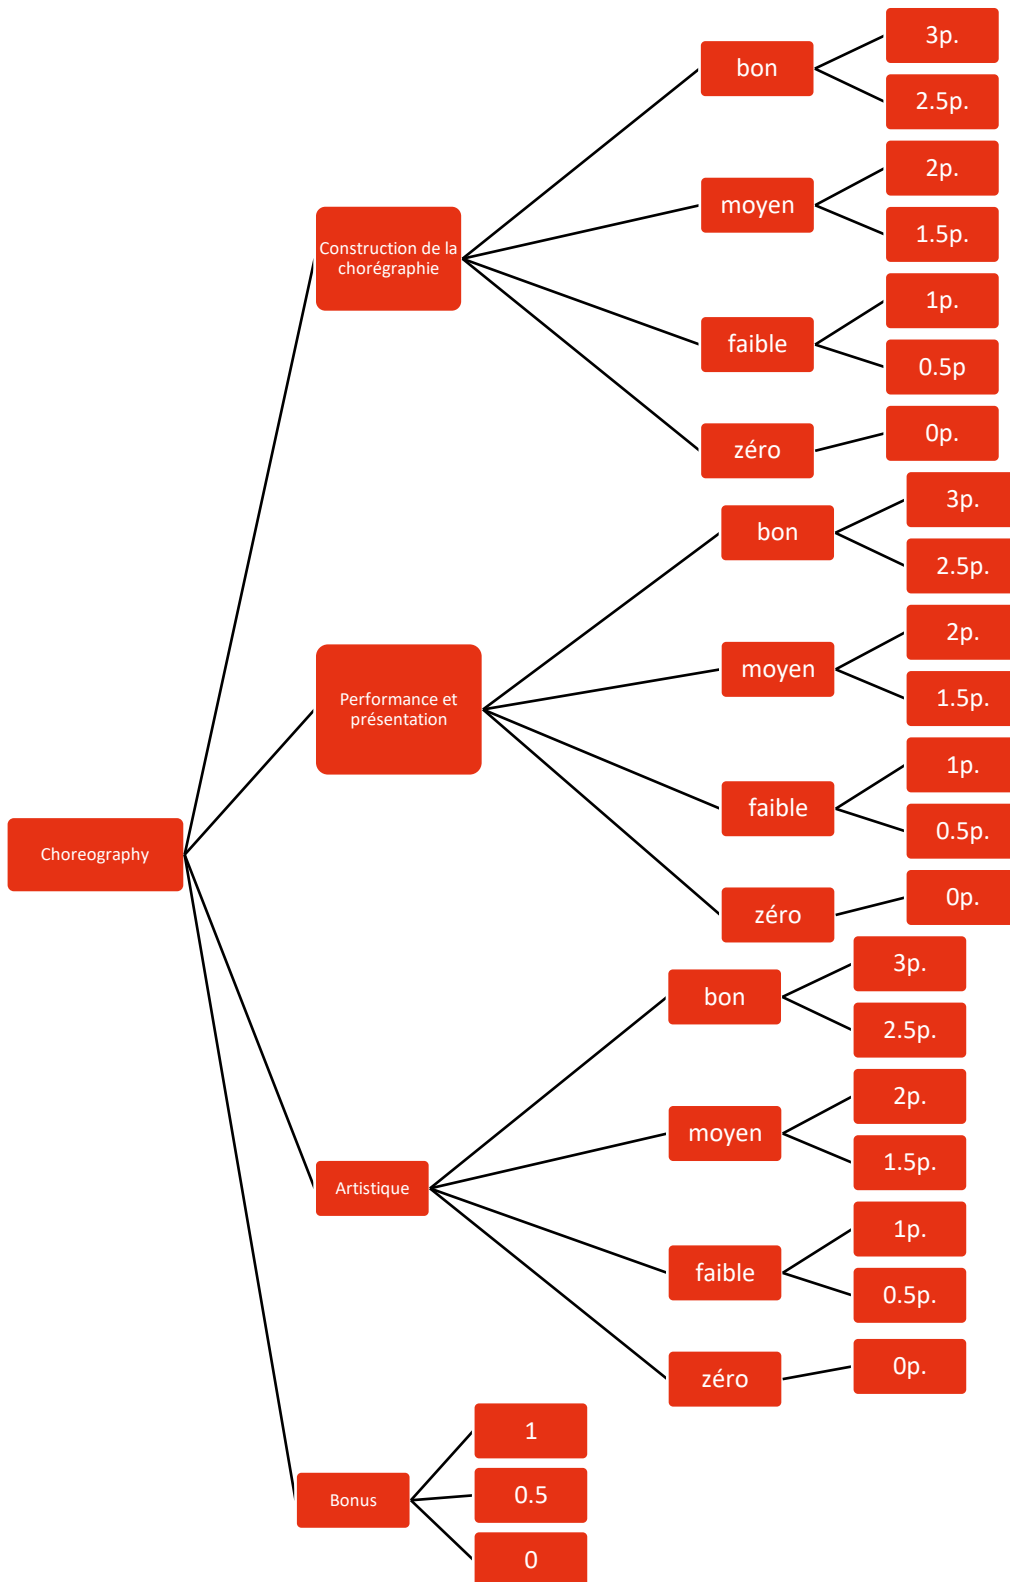 Choreography
Construction de la
chorégraphie
bon
3p.
2.5p.
moyen
2p.
1.5p.
faible
1p.
0.5p
zéro
0p.
Performance et
présentation
bon
3p.
2.5p.
moyen
2p.
1.5p.
faible
1p.
0.5p.
zéro
0p.
Artistique
bon
3p.
2.5p.
moyen
2p.
1.5p.
faible
1p.
0.5p.
zéro
0p.
Bonus
1
0.5
0